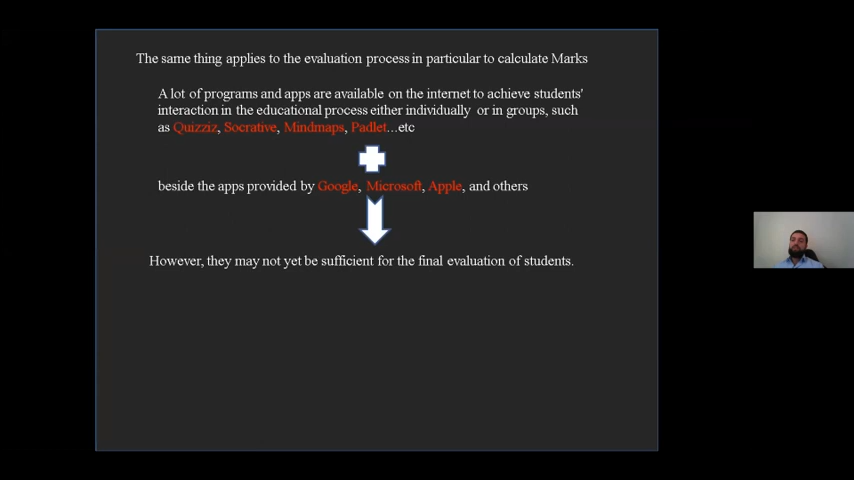 The same thing applies to the evaluation process in particular to calculate Marks
A lot of programs and apps are available on the internet to achieve students'
interaction in the educational process either individually or in groups, such
as Quizziz, Socrative, Mindmaps, Padlet...etc
beside the apps provided by Google, Microsoft, Apple, and others
However, they may not yet be sufficient for the final evaluation of students.